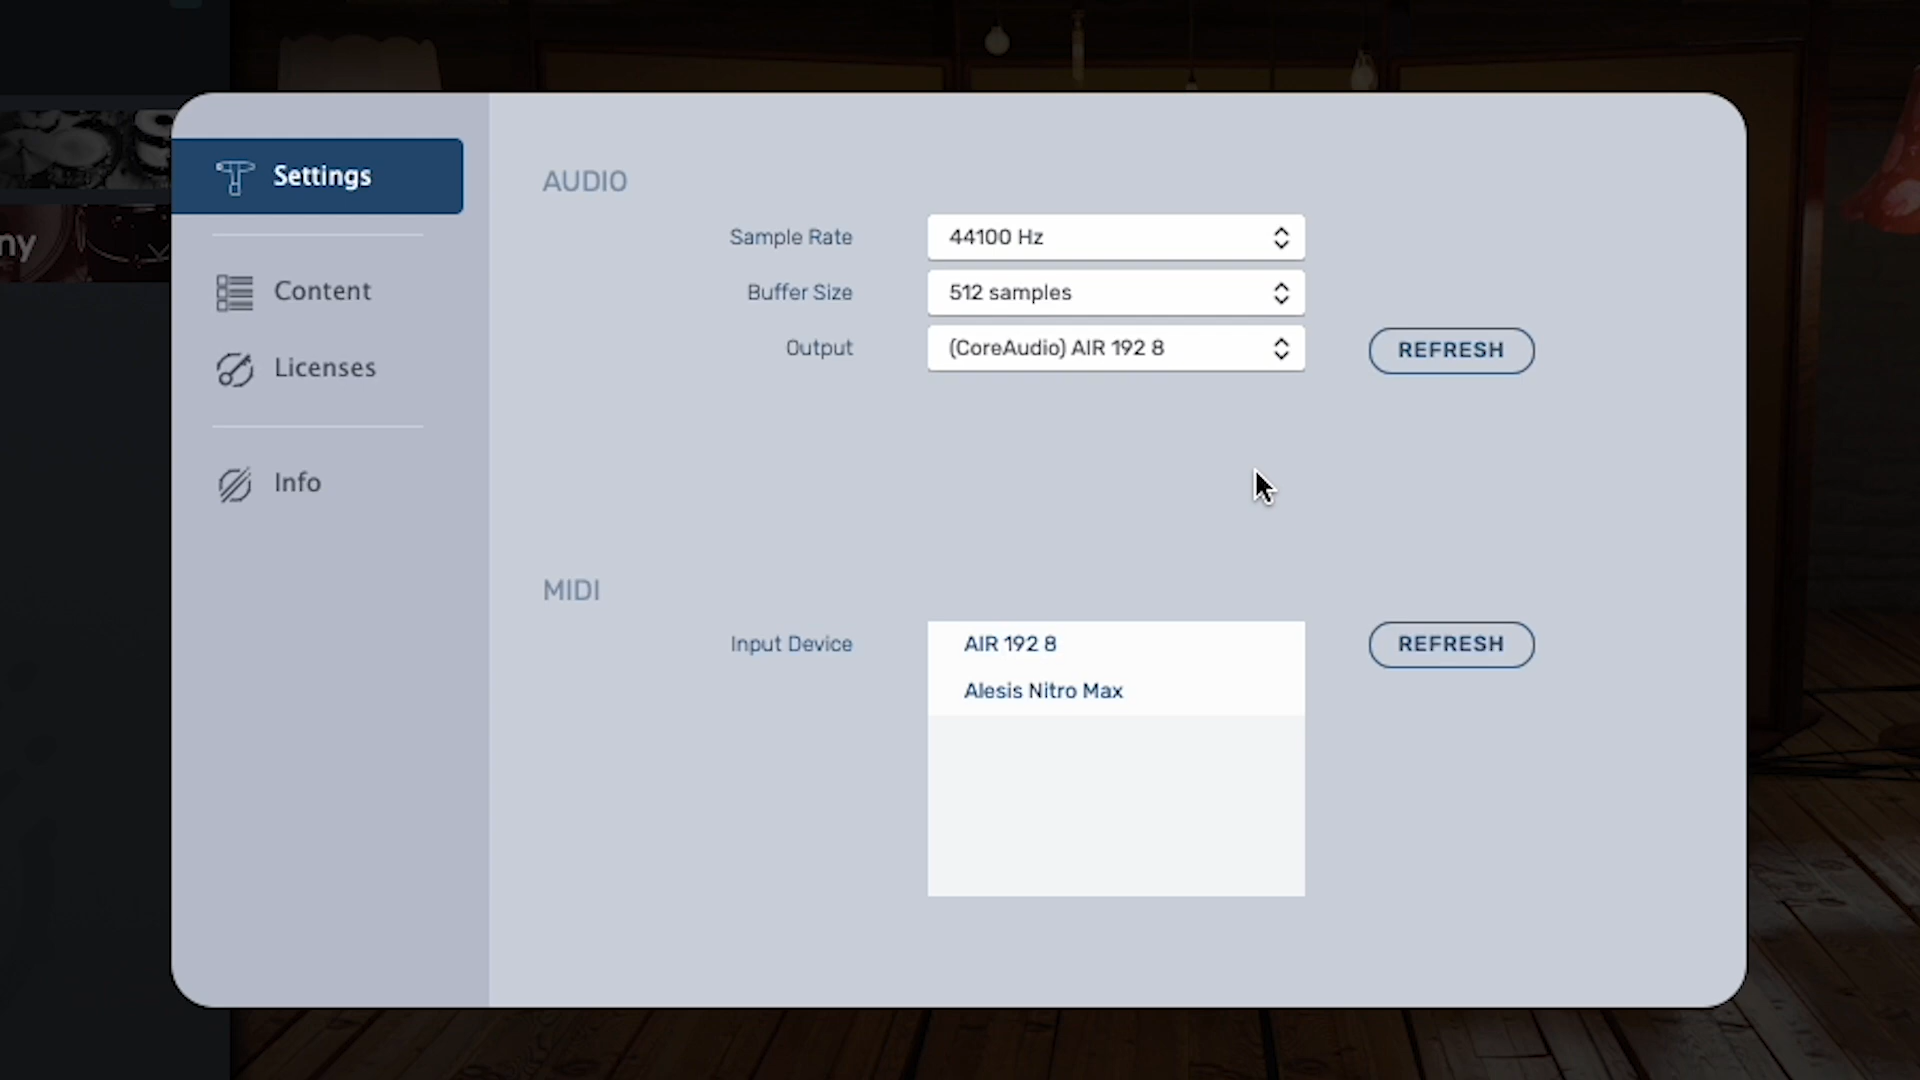 ny
Settings
Content
Licenses
Info
AUDIO
Sample Rate
44100 Hz
Buffer Size
512 samples
Output
(CoreAudio) AIR 192 8
REFRESH
MIDI
Input Device
AIR 192 8
Alesis Nitro Max
REFRESH